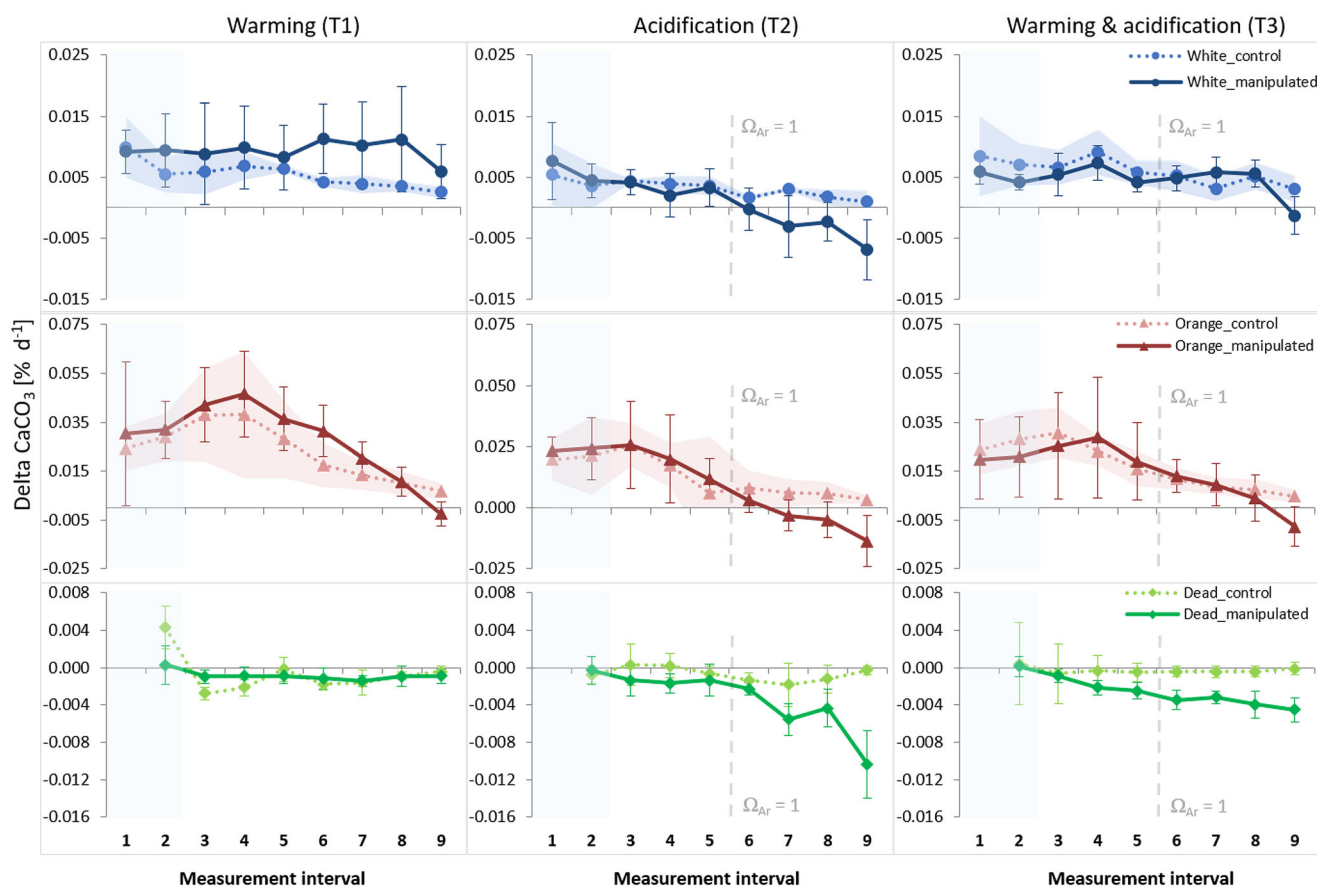 Warming (T1)
Acidification (T2)
Warming & acidification (T3)
Delta CaCO3 [% d-1]
0.025
0.015
0.005
-0.005
-0.015
0.025
0.015
0.005
-0.005
-0.015
ΩAr = 1
0.025
0.015
0.005
-0.005
-0.015
White_control
White_manipulated
ΩAr = 1
0.075
0.055
0.035
0.015
-0.005
-0.025
0.075
0.050
0.025
0.000
-0.025
ΩAr = 1
0.075
0.055
0.035
0.015
-0.005
-0.025
Orange_control
Orange_manipulated
ΩAr = 1
0.008
0.004
0.000
-0.004
-0.008
-0.012
-0.016
0.008
0.004
0.000
-0.004
-0.008
-0.012
-0.016
ΩAr = 1
0.008
0.004
0.000
-0.004
-0.008
-0.012
-0.016
Dead_control
Dead_manipulated
ΩAr = 1
1 2 3 4 5 6 7 8 9
1 2 3 4 5 6 7 8 9
1 2 3 4 5 6 7 8 9
Measurement interval
Measurement interval
Measurement interval